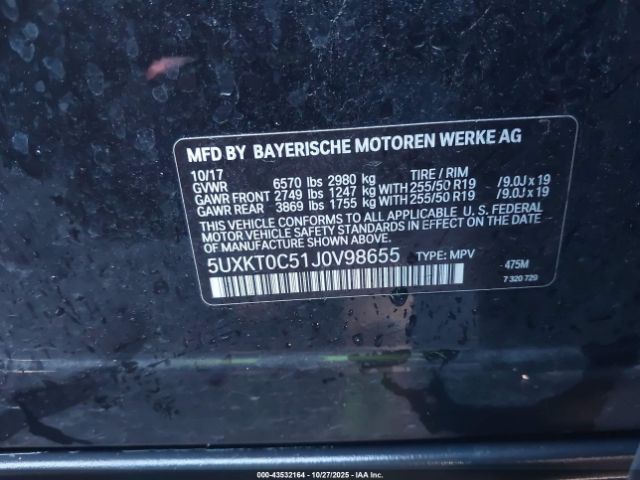 MFD BY BAYERISCHE MOTOREN WERKE AG
10/17 TIRE / RIM
GVWR 6570 lbs 2980 kg
GAWR FRONT 2749 lbs 1247 kg WITH 255/50 R19 /9.0J x 19
GAWR REAR 3869 lbs 1755 kg WITH 255/50 R19 /9.0J x 19
THIS VEHICLE CONFORMS TO ALL APPLICABLE U. S. FEDERAL
MOTOR VEHICLE SAFETY STANDARDS IN EFFECT ON THE DATE
OF MANUFACTURE SHOWN ABOVE.
5UXKT0C51J0V98655 TYPE: MPV 475M
7 320 729
000-43532164 • 10/27/2025 • IAA Inc.